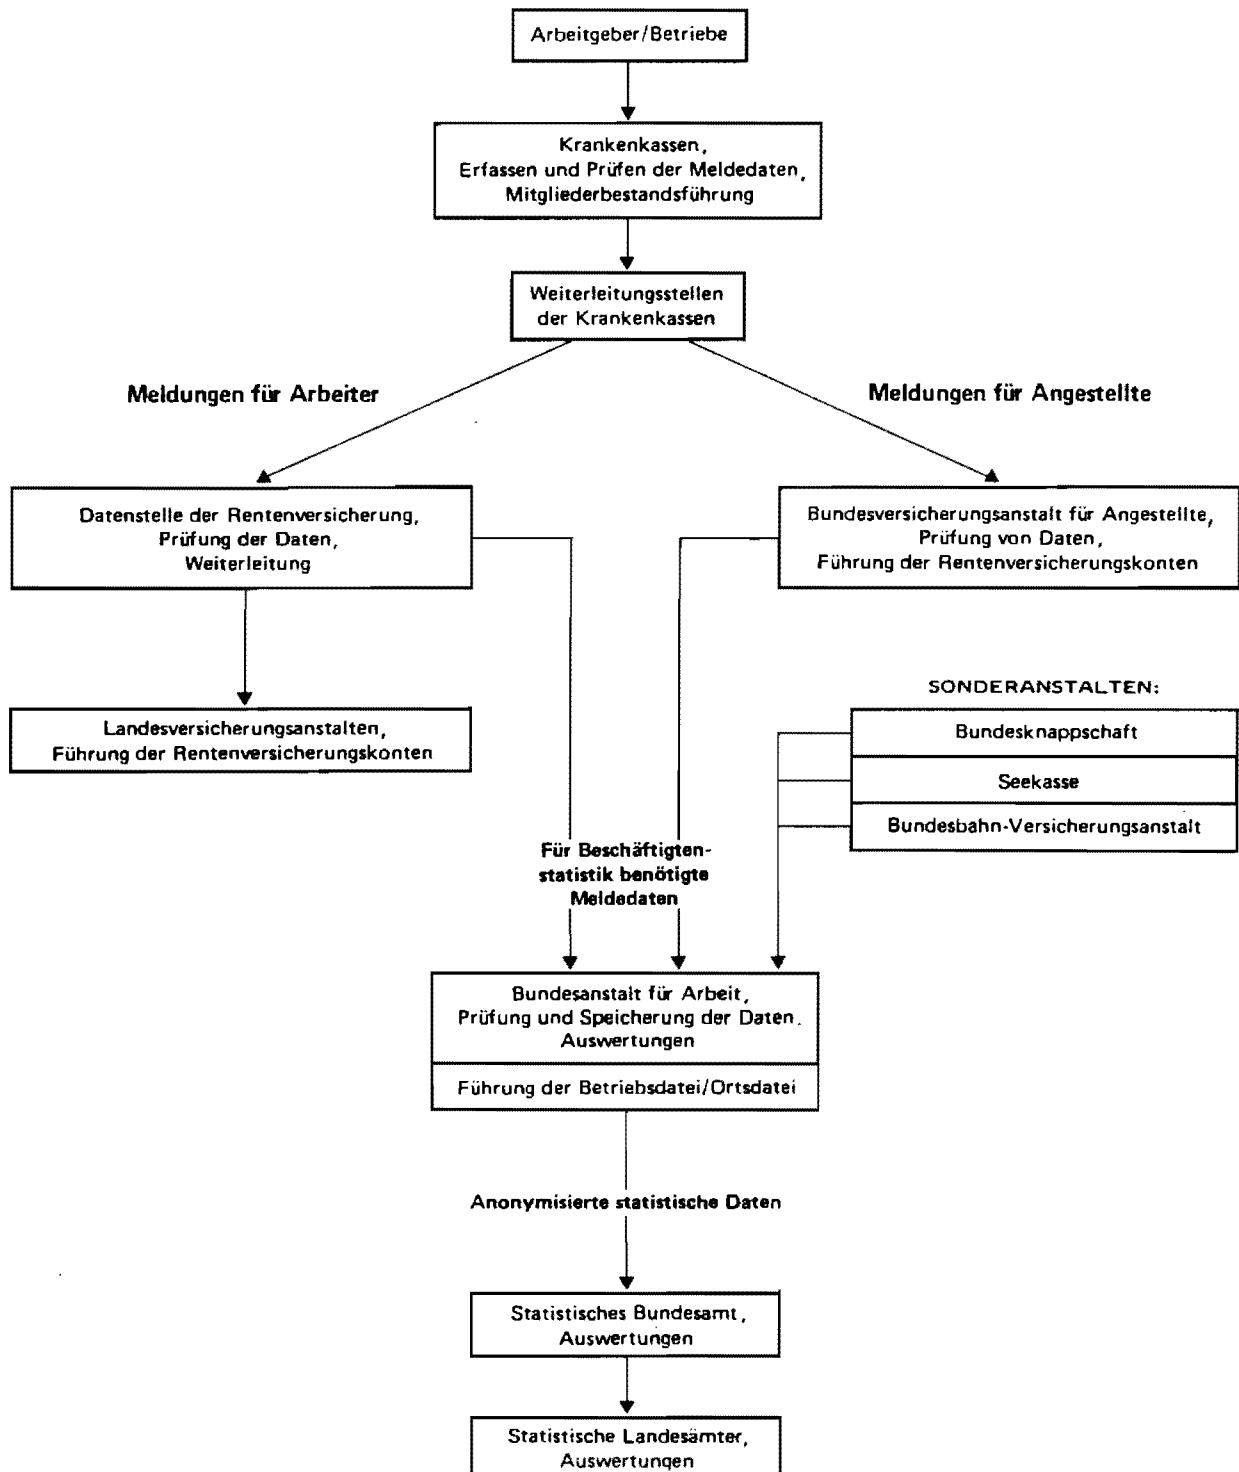 Arbeitgeber/Betriebe
Krankenkassen,
Erfassen und Prüfen der Meldedaten,
Mitgliederbestandsführung
Weiterleitungsstellen
der Krankenkassen
Meldungen für Arbeiter
Meldungen für Angestellte
Datenstelle der Rentenversicherung,
Prüfung der Daten,
Weiterleitung
Bundesversicherungsanstalt für Angestellte,
Prüfung von Daten,
Führung der Rentenversicherungskonten
Landesversicherungsanstalten,
Führung der Rentenversicherungskonten
SONDERANSTALTEN:
Bundesknappschaft
Seekasse
Bundesbahn-Versicherungsanstalt
Für Beschäftigten-
statistik benötigte
Meldedaten
Bundesanstalt für Arbeit,
Prüfung und Speicherung der Daten,
Auswertungen
Führung der Betriebsdatei/Ortsdatei
Anonymisierte statistische Daten
Statistisches Bundesamt,
Auswertungen
Statistische Landesämter,
Auswertungen